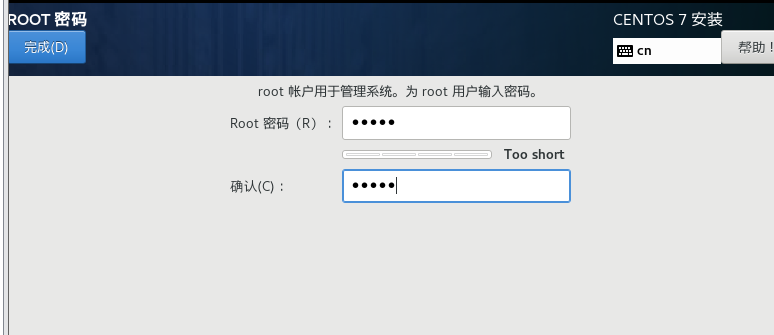 ROOT 密码
CENTOS 7 安装
完成(D)
cn
帮助！
root 帐户用于管理系统。为 root 用户输入密码。
Root 密码（R）：
•••••
Too short
确认(C)：
•••••